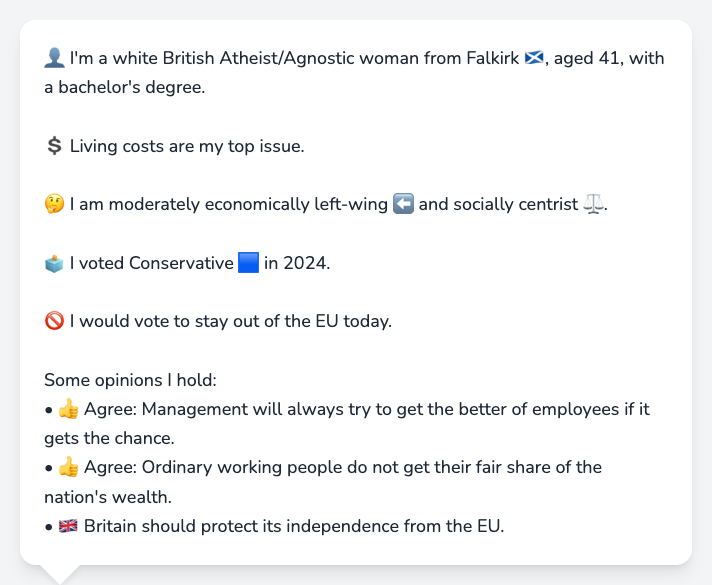 👤 I'm a white British Atheist/Agnostic woman from Falkirk 🏴󠁧󠁢󠁳󠁣󠁴󠁿, aged 41, with
a bachelor's degree.
💲 Living costs are my top issue.
🤔 I am moderately economically left-wing ⬅️ and socially centrist ⚖️.
🗳️ I voted Conservative 🟦 in 2024.
🚫 I would vote to stay out of the EU today.
Some opinions I hold:
• 👍 Agree: Management will always try to get the better of employees if it
gets the chance.
• 👍 Agree: Ordinary working people do not get their fair share of the
nation's wealth.
• 🇬🇧 Britain should protect its independence from the EU.